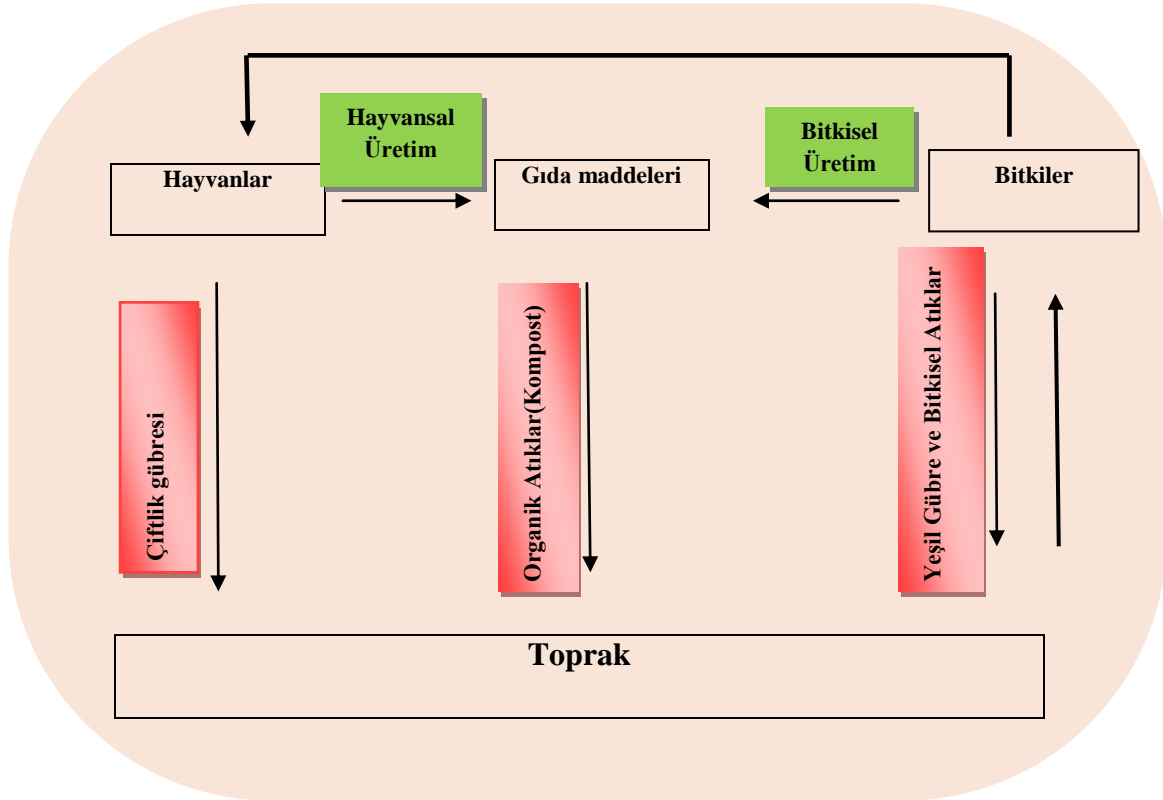 Hayvansal
Üretim
Bitkisel
Üretim
Hayvanlar
Gıda maddeleri
Bitkiler
Çiftlik gübresi
Organik Atıklar(Kompost)
Yeşil Gübre ve Bitkisel Atıklar
Toprak